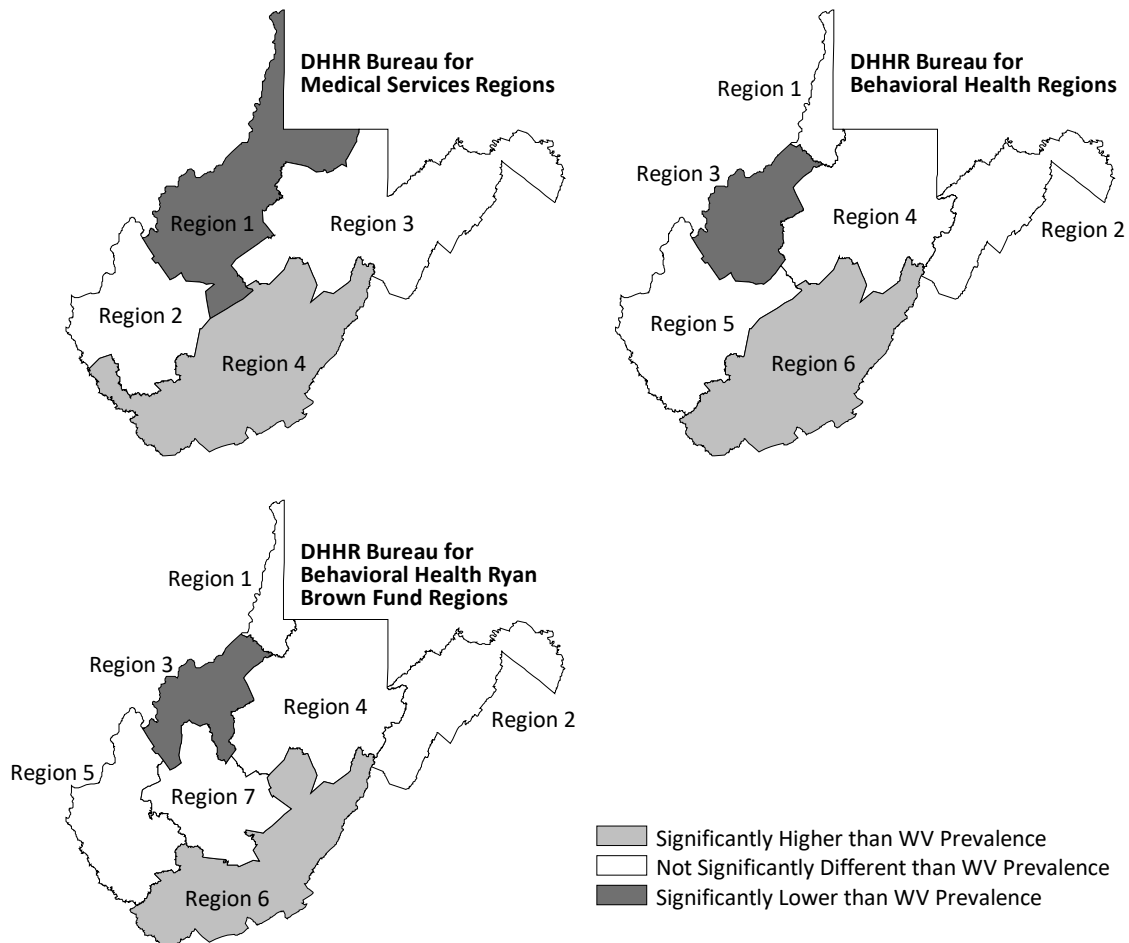 DHHR Bureau for
Medical Services Regions
Region 1
Region 3
Region 2
Region 4
DHHR Bureau for
Behavioral Health Regions
Region 1
Region 3
Region 4
Region 2
Region 5
Region 6
DHHR Bureau for
Behavioral Health Ryan
Brown Fund Regions
Region 1
Region 3
Region 4
Region 2
Region 5
Region 7
Region 6
Significantly Higher than WV Prevalence
Not Significantly Different than WV Prevalence
Significantly Lower than WV Prevalence